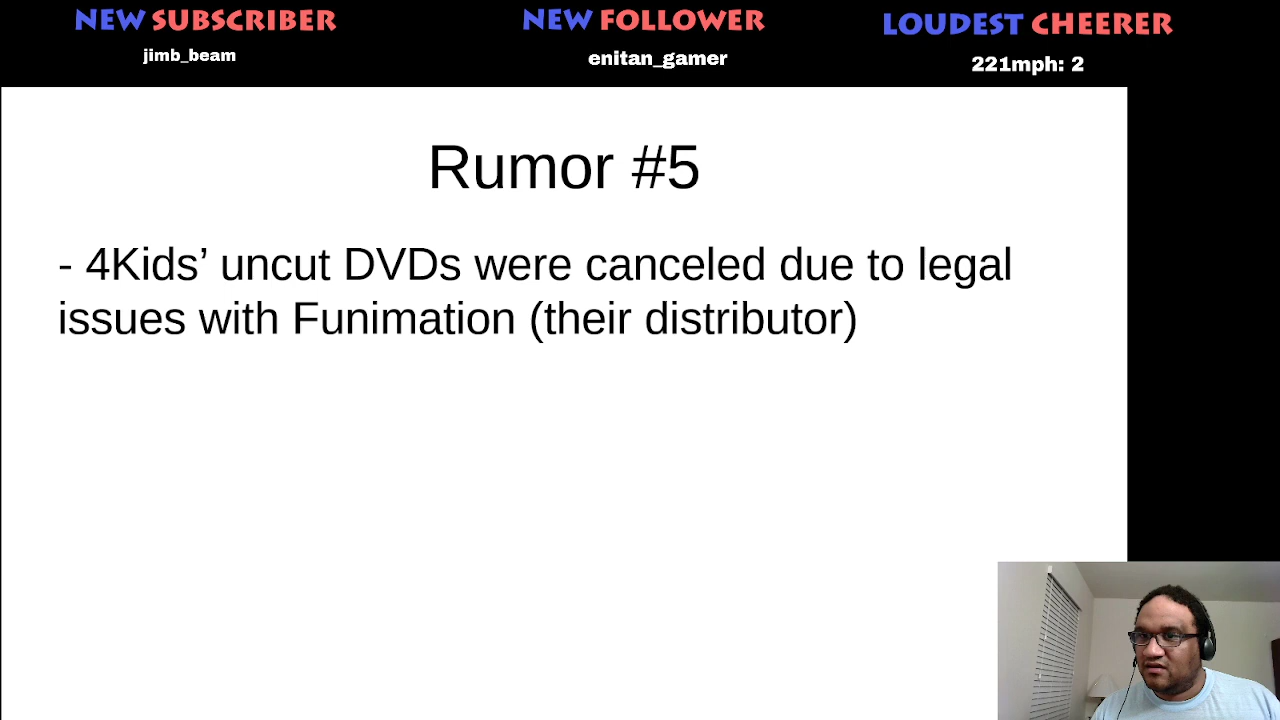 NEW SUBSCRIBER
jimb_beam
NEW FOLLOWER
enitan_gamer
LOUDEST CHEERER
221mph: 2
Rumor #5
- 4Kids’ uncut DVDs were canceled due to legal
issues with Funimation (their distributor)